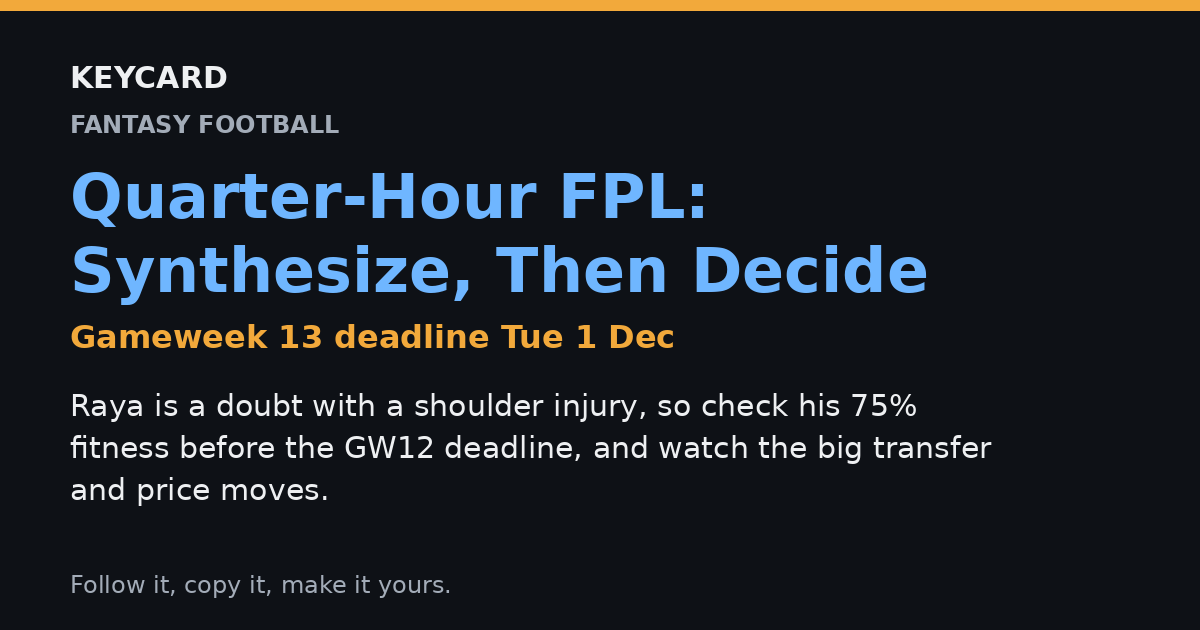 KEYCARD
FANTASY FOOTBALL
Quarter-Hour FPL:
Synthesize, Then Decide
Gameweek 13 deadline Tue 1 Dec
Raya is a doubt with a shoulder injury, so check his 75%
fitness before the GW12 deadline, and watch the big transfer
and price moves.
Follow it, copy it, make it yours.